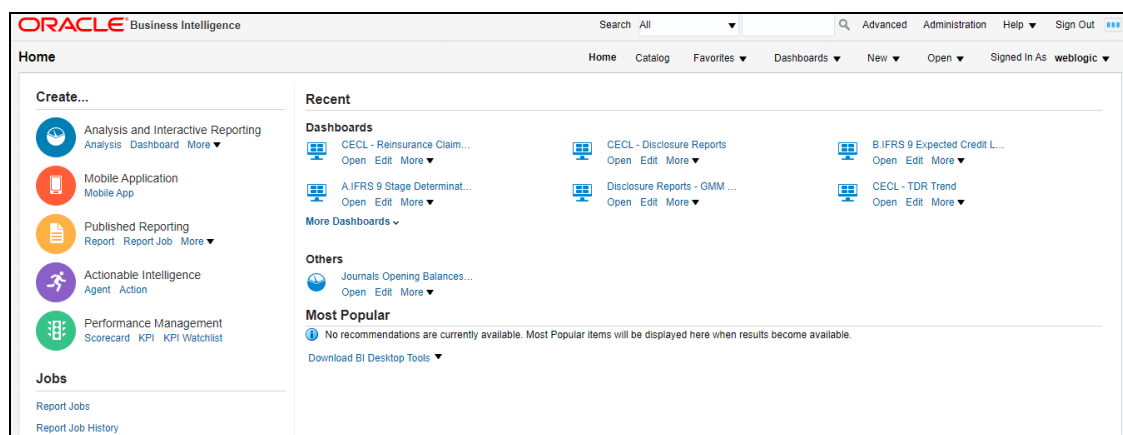 ORACLE Business Intelligence Search All Advanced Administration Help Sign Out
Home Home Catalog Favorites Dashboards New Open Signed In As weblogic
Create...
Analysis and Interactive Reporting
Analysis Dashboard More
Mobile Application
Mobile App
Published Reporting
Report Report Job More
Actionable Intelligence
Agent Action
Performance Management
Scorecard KPI KPI Watchlist
Jobs
Report Jobs
Report Job History
Recent
Dashboards
CECL - Reinsurance Claim... CECL - Disclosure Reports B.IFRS 9 Expected Credit L...
Open Edit More Open Edit More Open Edit More
A.IFRS 9 Stage Determinat... Disclosure Reports - GMM ... CECL - TDR Trend
Open Edit More Open Edit More Open Edit More
More Dashboards
Others
Journals Opening Balances...
Open Edit More
Most Popular
No recommendations are currently available. Most Popular items will be displayed here when results become available.
Download BI Desktop Tools